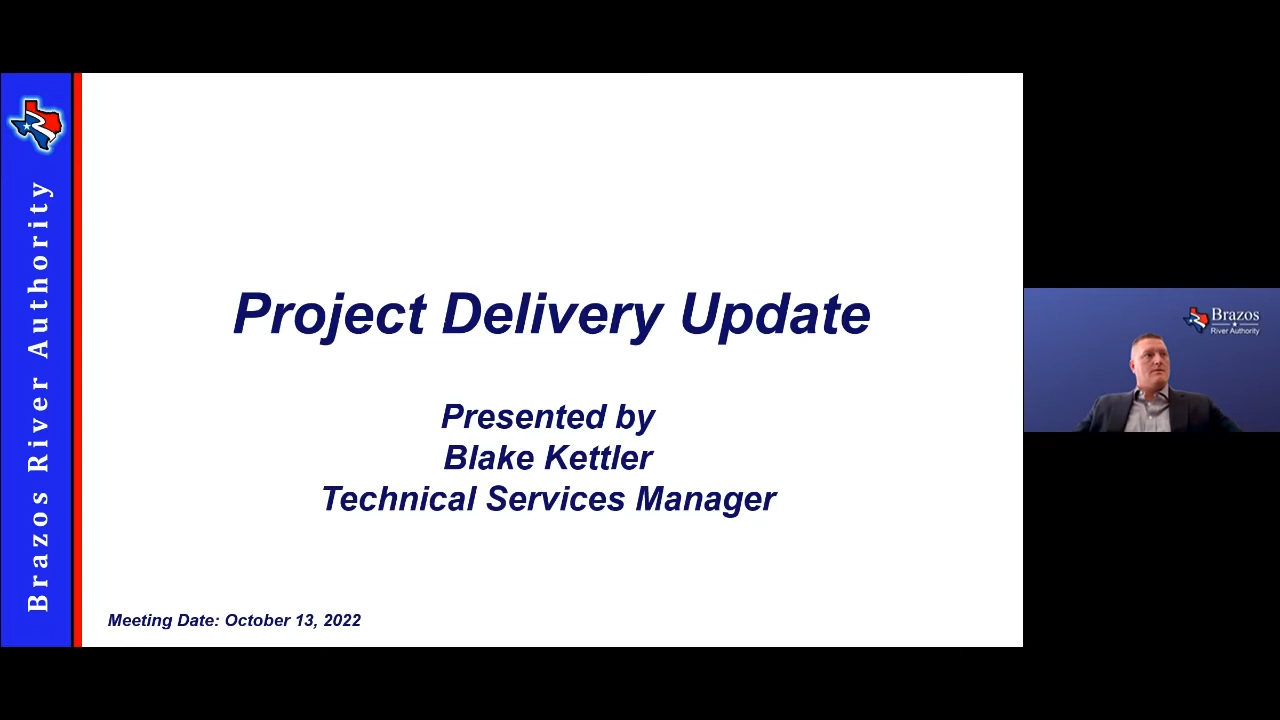 Brazos River Authority
Project Delivery Update
Presented by
Blake Kettler
Technical Services Manager
Meeting Date: October 13, 2022
Brazos
River Authority